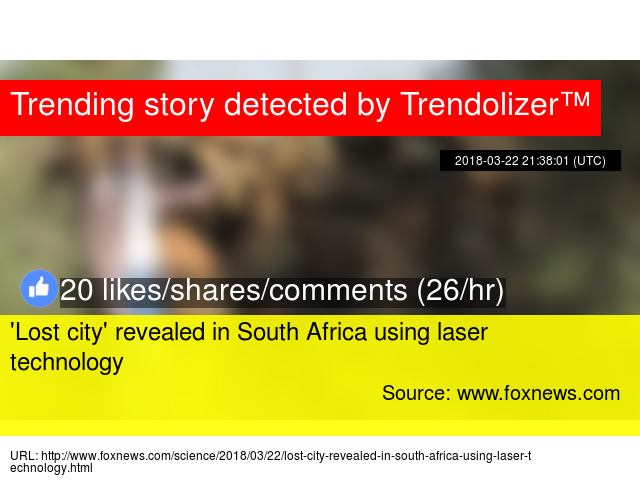 Trending story detected by Trendolizer™
2018-03-22 21:38:01 (UTC)
20 likes/shares/comments (26/hr)
'Lost city' revealed in South Africa using laser
technology
Source: www.foxnews.com
URL: http://www.foxnews.com/science/2018/03/22/lost-city-revealed-in-south-africa-using-laser-t
echnology.html